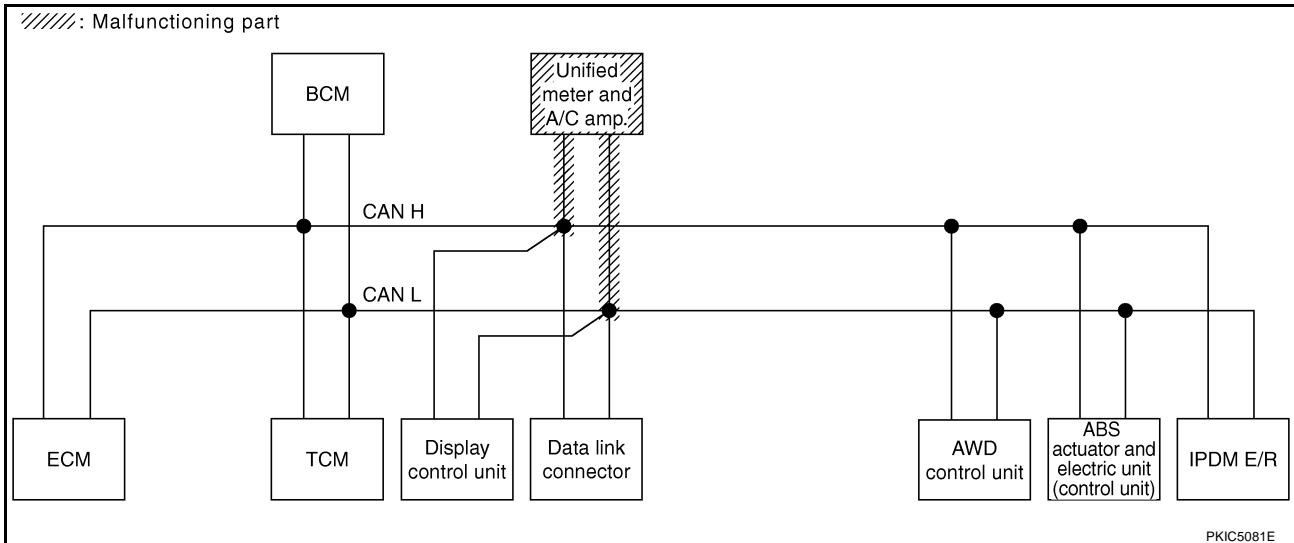 : Malfunctioning part
BCM
Unified
meter and
A/C amp.
CAN H
CAN L
ECM
TCM
Display
control unit
Data link
connector
AWD
control unit
ABS
actuator and
electric unit
(control unit)
IPDM E/R
PKIC5081E